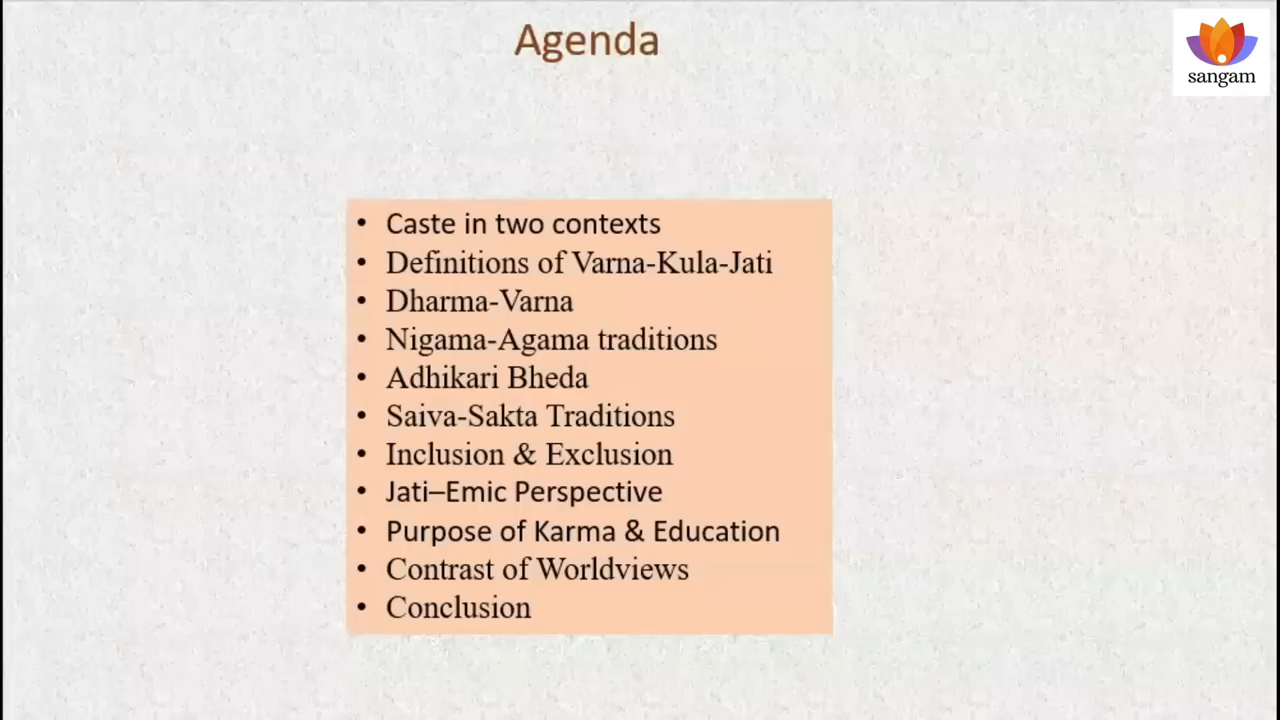 Agenda
sangam
• Caste in two contexts
• Definitions of Varna-Kula-Jati
• Dharma-Varna
• Nigama-Agama traditions
• Adhikari Bheda
• Saiva-Sakta Traditions
• Inclusion & Exclusion
• Jati–Emic Perspective
• Purpose of Karma & Education
• Contrast of Worldviews
• Conclusion